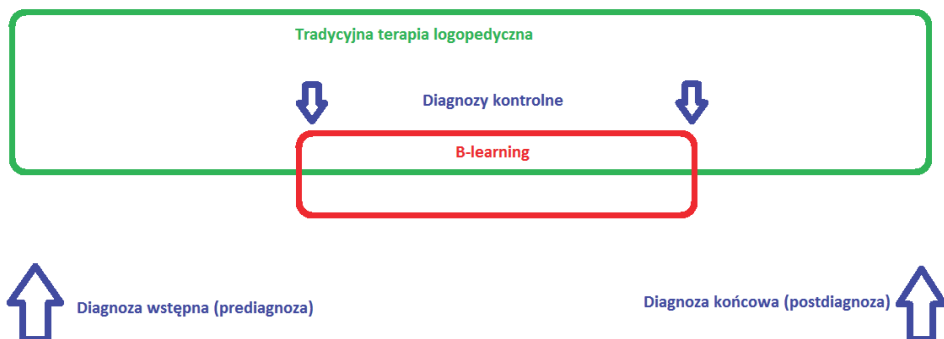 Tradycyjna terapia logopedyczna
Diagnozy kontrolne
B-learning
Diagnoza wstępna (prediagnoza)
Diagnoza końcowa (postdiagnoza)